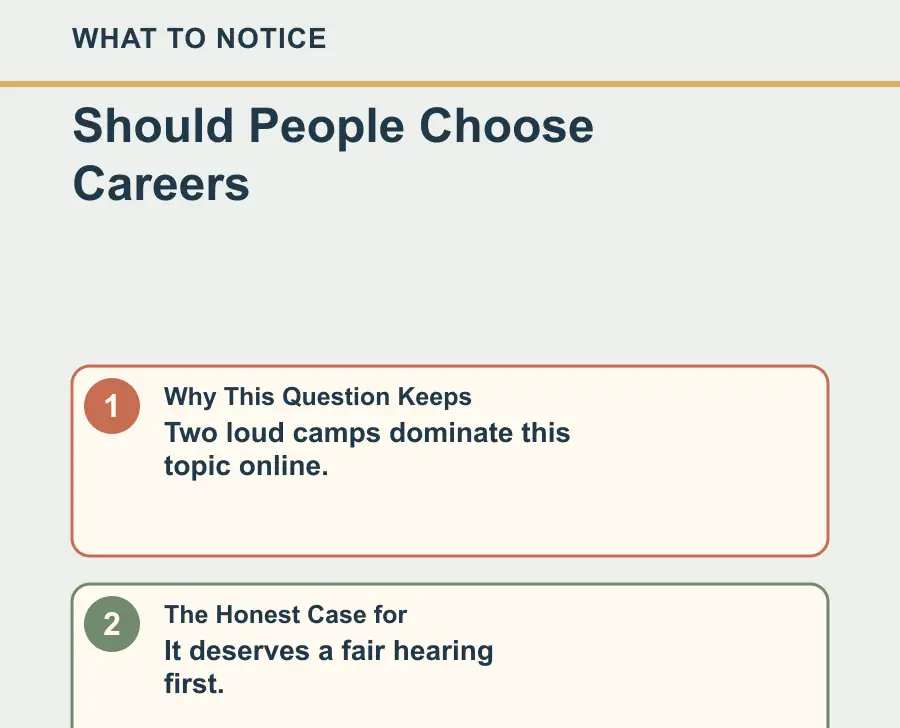 WHAT TO NOTICE
Should People Choose
Careers
1
Why This Question Keeps
Two loud camps dominate this
topic online.
2
The Honest Case for
It deserves a fair hearing
first.